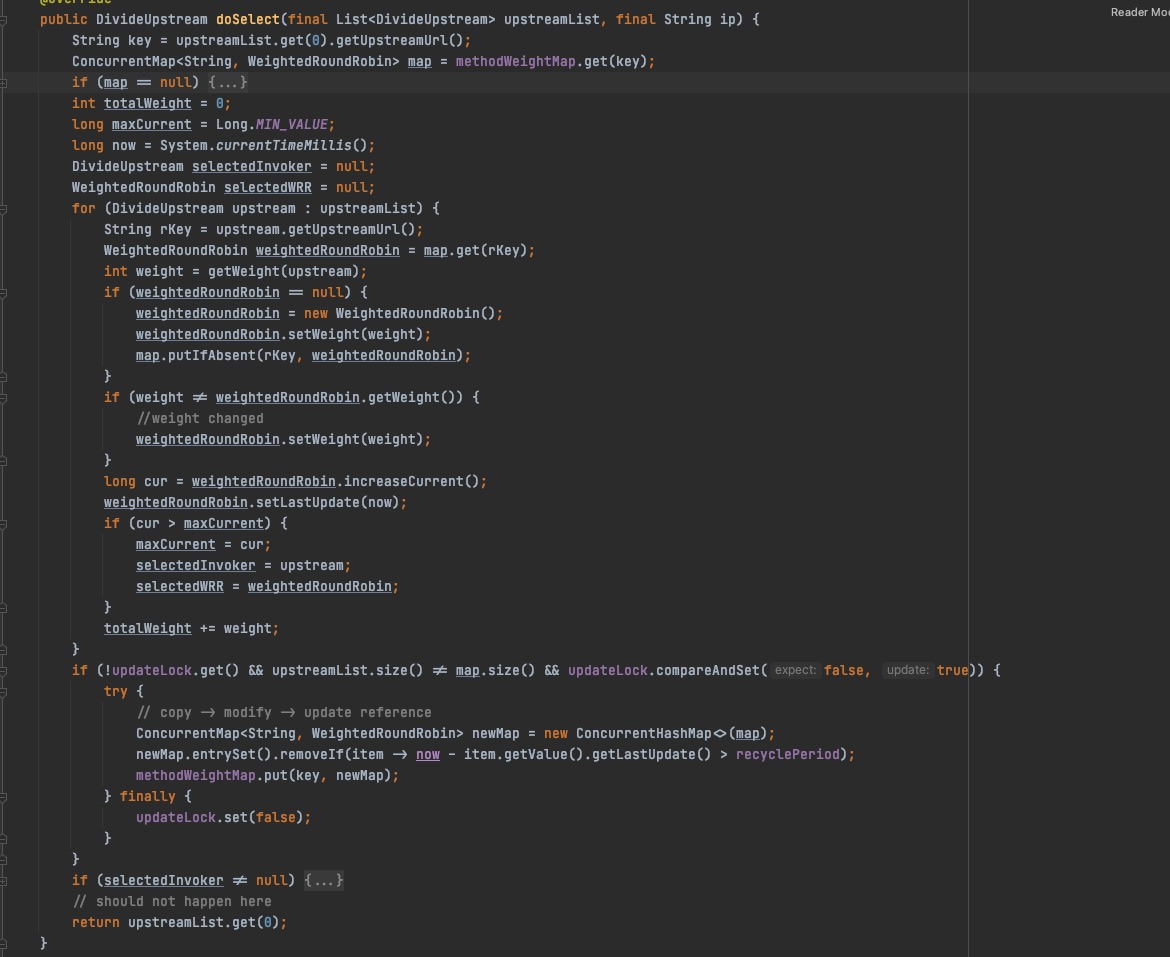 @Override
Reader Mo
public DivideUpstream doSelect(final List<DivideUpstream> upstreamList, final String ip) {
    String key = upstreamList.get(0).getUpstreamUrl();
    ConcurrentMap<String, WeightedRoundRobin> map = methodWeightMap.get(key);
    if (map == null) {...}
    int totalWeight = 0;
    long maxCurrent = Long.MIN_VALUE;
    long now = System.currentTimeMillis();
    DivideUpstream selectedInvoker = null;
    WeightedRoundRobin selectedWRR = null;
    for (DivideUpstream upstream : upstreamList) {
        String rKey = upstream.getUpstreamUrl();
        WeightedRoundRobin weightedRoundRobin = map.get(rKey);
        int weight = getWeight(upstream);
        if (weightedRoundRobin == null) {
            weightedRoundRobin = new WeightedRoundRobin();
            weightedRoundRobin.setWeight(weight);
            map.putIfAbsent(rKey, weightedRoundRobin);
        }
        if (weight != weightedRoundRobin.getWeight()) {
            //weight changed
            weightedRoundRobin.setWeight(weight);
        }
        long cur = weightedRoundRobin.increaseCurrent();
        weightedRoundRobin.setLastUpdate(now);
        if (cur > maxCurrent) {
            maxCurrent = cur;
            selectedInvoker = upstream;
            selectedWRR = weightedRoundRobin;
        }
        totalWeight += weight;
    }
    if (!updateLock.get() && upstreamList.size() != map.size() && updateLock.compareAndSet( expect: false, update: true)) {
        try {
            // copy -> modify -> update reference
            ConcurrentMap<String, WeightedRoundRobin> newMap = new ConcurrentHashMap<>(map);
            newMap.entrySet().removeIf(item -> now - item.getValue().getLastUpdate() > recyclePeriod);
            methodWeightMap.put(key, newMap);
        } finally {
            updateLock.set(false);
        }
    }
    if (selectedInvoker != null) {...}
    // should not happen here
    return upstreamList.get(0);
}